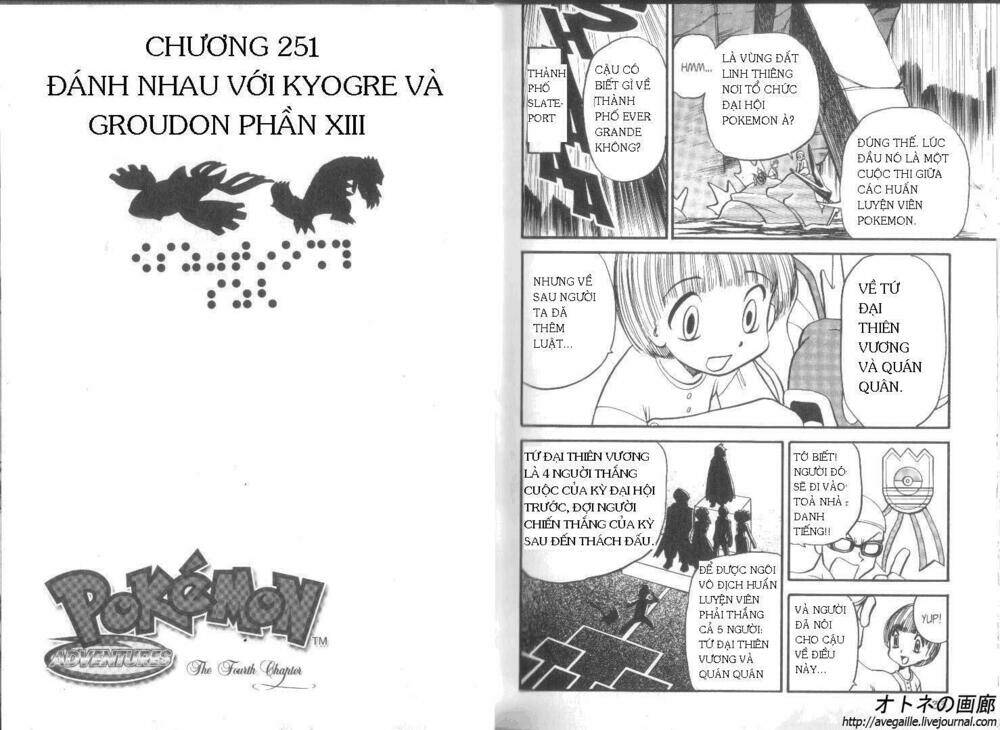 CHƯƠNG 251
ĐÁNH NHAU VỚI KYOGRE VÀ
GROUDON PHẦN XIII
POKéMON
TM
ADVENTURES
The Fourth Chapter
THÀNH
PHỐ
SLATE-
PORT
CẬU CÓ
BIẾT GÌ VỀ
THÀNH
PHỐ EVER
GRANDE
KHÔNG?
HMM...
LÀ VÙNG ĐẤT
LINH THIÊNG
NƠI TỔ CHỨC
ĐẠI HỘI
POKEMON À?
ĐÚNG THẾ. LÚC
ĐẦU NÓ LÀ MỘT
CUỘC THI GIỮA
CÁC HUẤN
LUYỆN VIÊN
POKEMON.
NHƯNG VỀ
SAU NGƯỜI
TA ĐÃ
THÊM
LUẬT...
VỀ TỨ
ĐẠI
THIÊN
VƯƠNG
VÀ QUÁN
QUÂN.
TỨ ĐẠI THIÊN VƯƠNG
LÀ 4 NGUỜI THẮNG
CUỘC CỦA KỲ ĐẠI HỘI
TRƯỚC, ĐỢI NGƯỜI
CHIẾN THẮNG CỦA KỲ
SAU ĐẾN THÁCH ĐẤU.
ĐỂ ĐƯỢC NGÔI
VÔ ĐỊCH HUẤN
LUYỆN VIÊN
PHẢI THẮNG
CẢ 5 NGƯỜI:
TỨ ĐẠI THIÊN
VƯƠNG VÀ
QUÁN QUÁN
TỚ BIẾT!
NGƯỜI ĐÓ
SẼ ĐI VÀO
TOÀ NHÀ
DANH
TIẾNG!!
VÀ NGƯỜI
ĐÃ NÓI
CHO CẬU
VỀ ĐIỀU
NÀY...
YUP!
オトネの画廊
http://avegaille.livejournal.com/